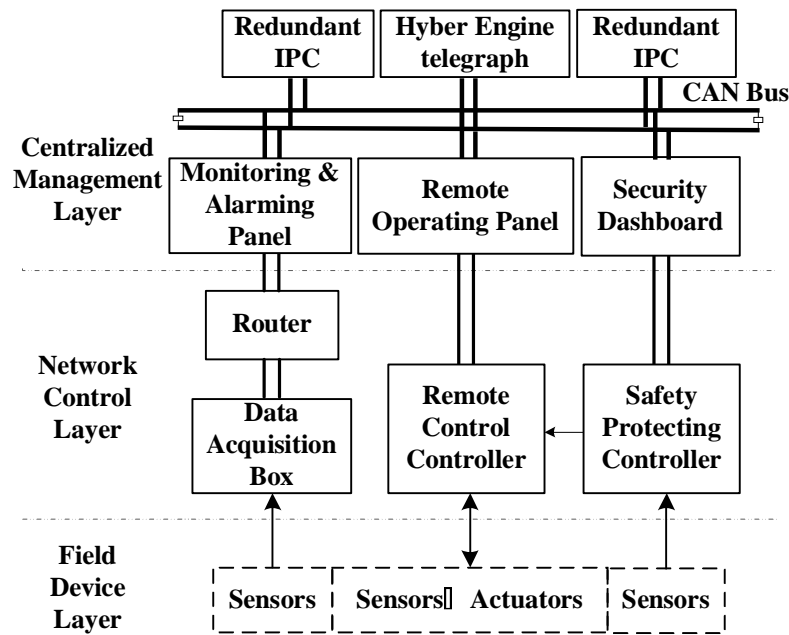 Redundant
IPC
Hyber Engine
telegraph
Redundant
IPC
CAN Bus
Centralized
Management
Layer
Monitoring &
Alarming
Panel
Remote
Operating Panel
Security
Dashboard
Router
Network
Control
Layer
Data
Acquisition
Box
Remote
Control
Controller
Safety
Protecting
Controller
Field
Device
Layer
Sensors
Sensors▯ Actuators
Sensors